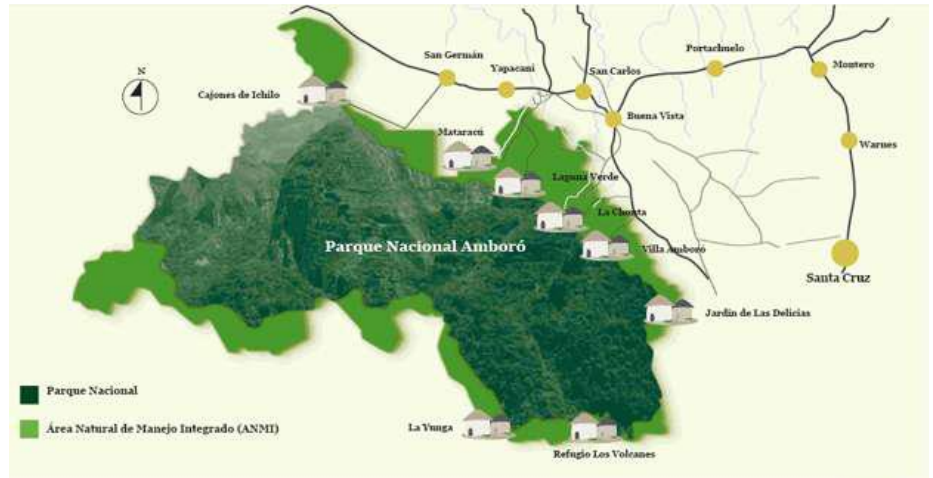 N
Portachuelo
San Germán
Montero
Yapacaní
San Carlos
Cajones de Ichilo
Buena Vista
Mataracú
Warnes
Laguna Verde
La Chonta
Parque Nacional Amboró
Villa Amboró
Santa Cruz
Jardín de Las Delicias
Parque Nacional
Área Natural de Manejo Integrado (ANMI)
La Yunga
Refugio Los Volcanes